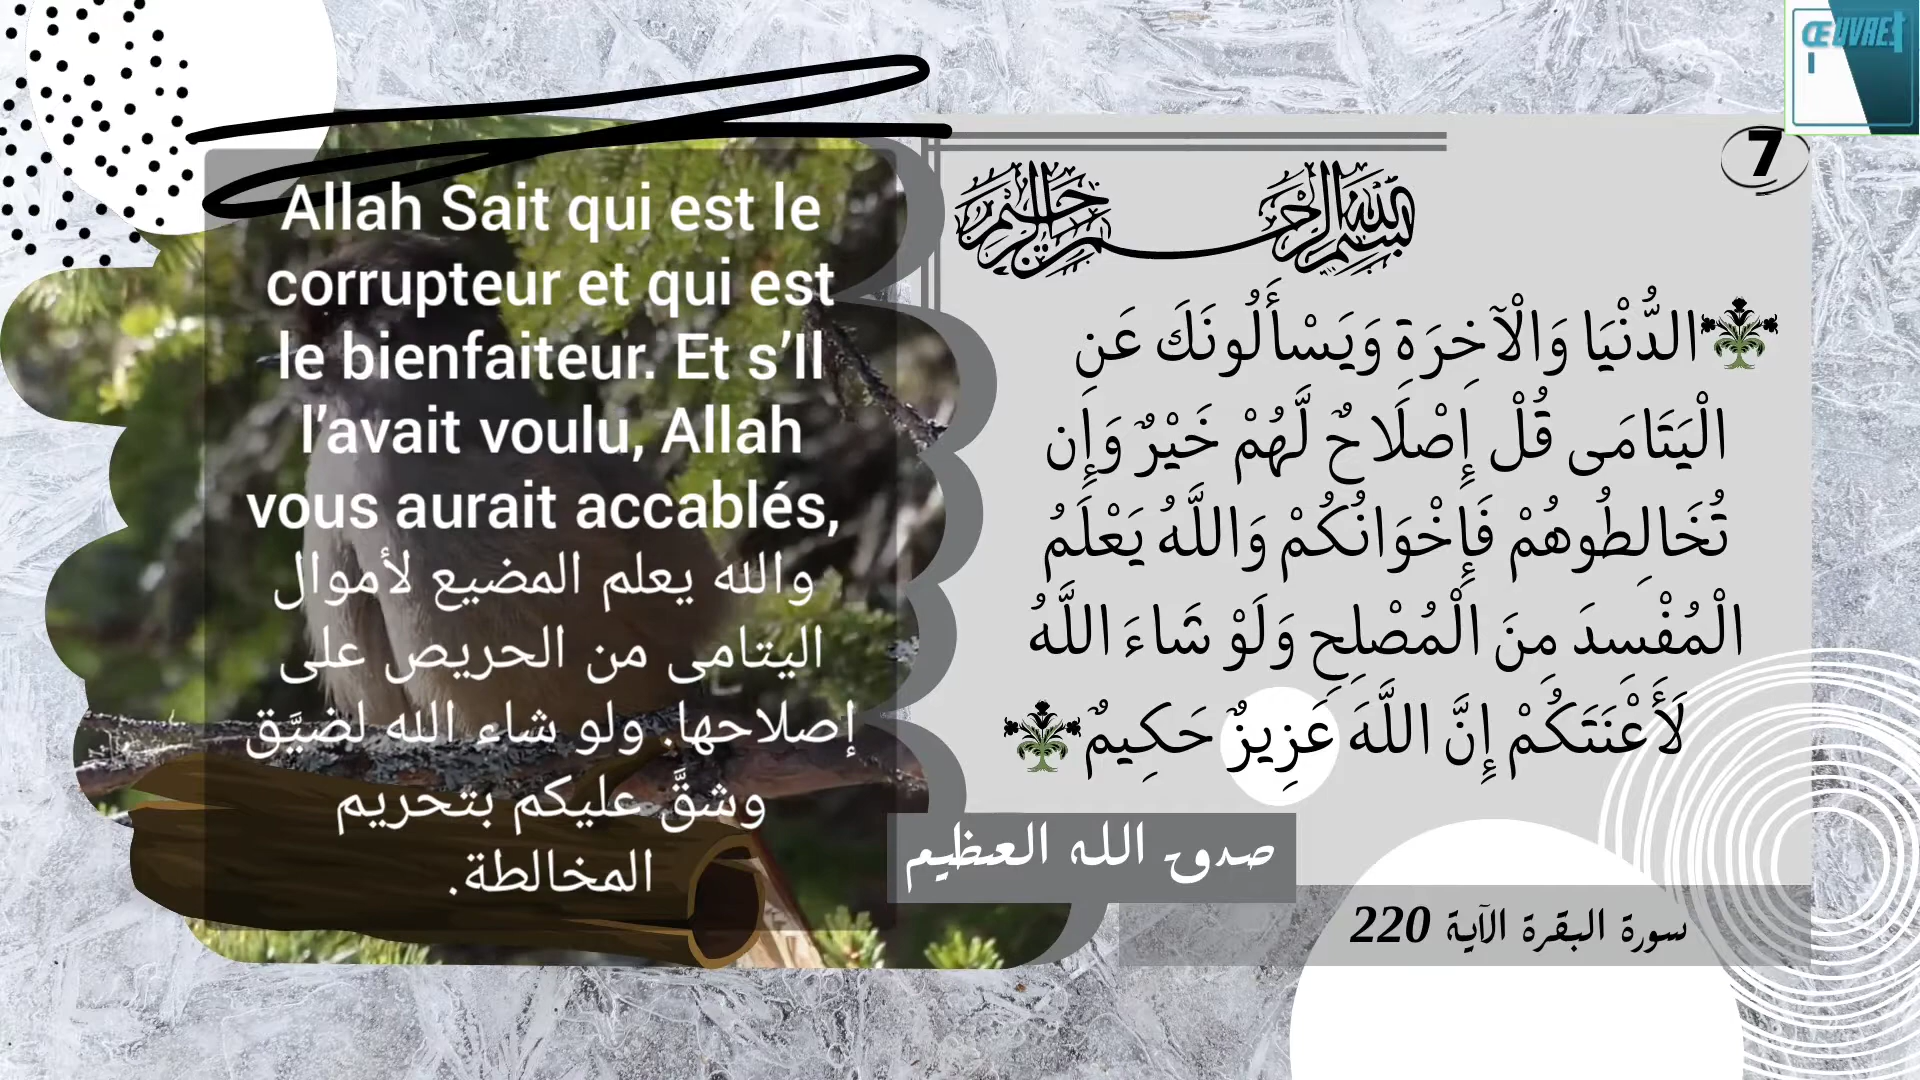 ŒUVRES
I
7
Allah Sait qui est le
corrupteur et qui est
le bienfaiteur. Et s’Il
l’avait voulu, Allah
vous aurait accablés,
والله يعلم المضيع لأموال
اليتامى من الحريص على
إصلاحها. ولو شاء الله لضيَّق
وشقَّ عليكم بتحريم
المخالطة.
بسم الله الرحمن الرحيم
الدُّنْيَا وَالْآخِرَةِ وَيَسْأَلُونَكَ عَنِ
الْيَتَامَى قُلْ إِصْلَاحٌ لَّهُمْ خَيْرٌ وَإِن
تُخَالِطُوهُمْ فَإِخْوَانُكُمْ وَاللَّهُ يَعْلَمُ
الْمُفْسِدَ مِنَ الْمُصْلِحِ وَلَوْ شَاءَ اللَّهُ
لَأَعْنَتَكُمْ إِنَّ اللَّهَ عَزِيزٌ حَكِيمٌ
صدق الله العظيم
سورة البقرة الآية 220